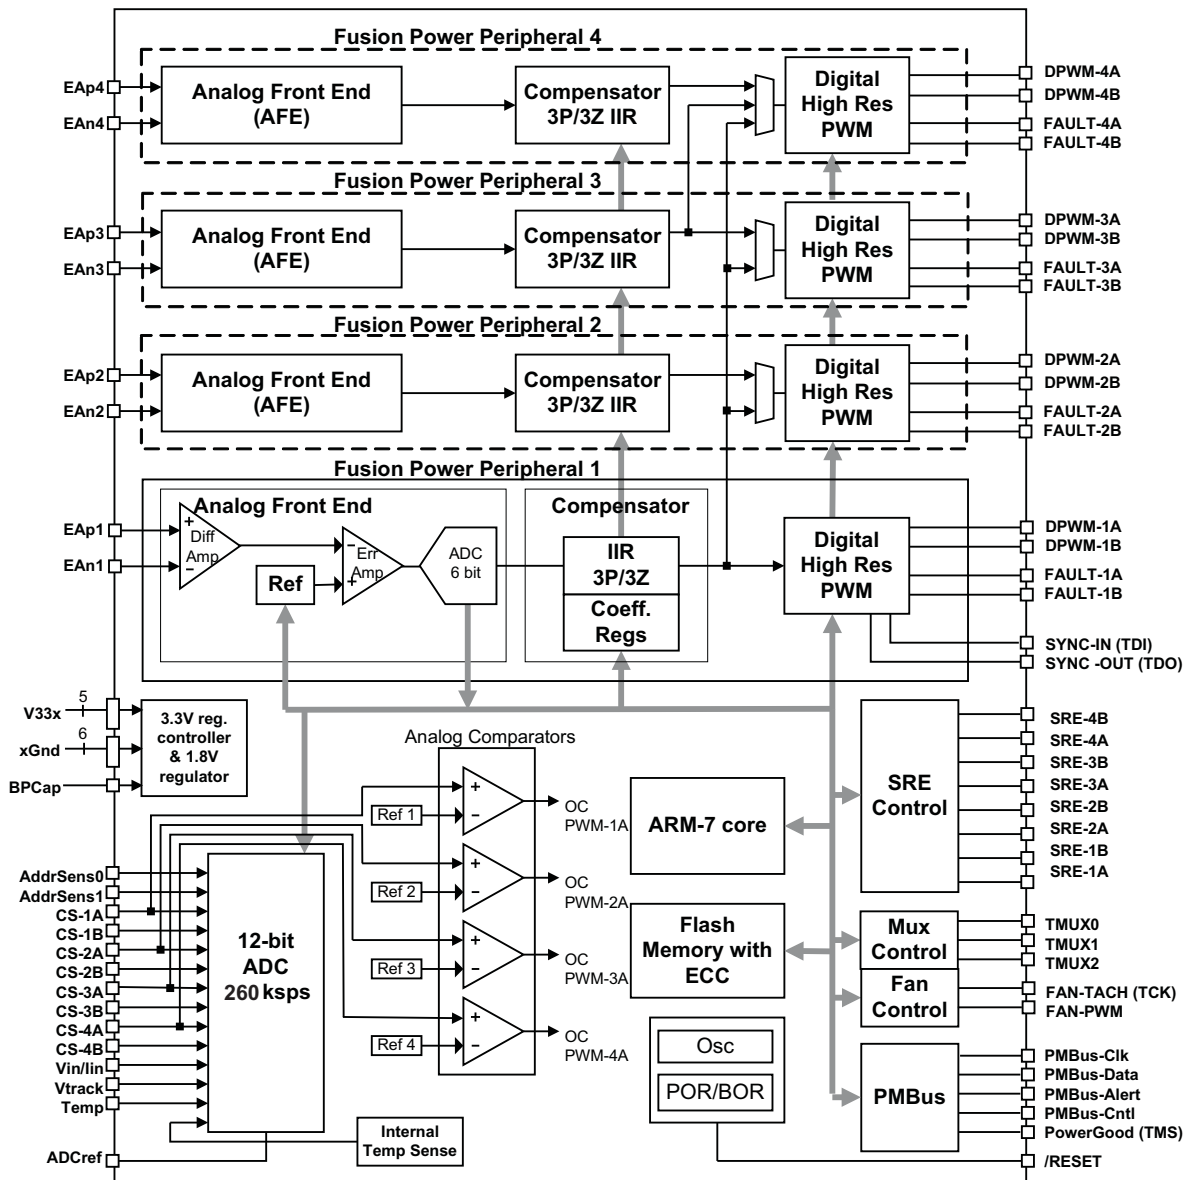 Fusion Power Peripheral 4
EAp4
EAn4
Analog Front End
(AFE)
Compensator
3P/3Z IIR
Digital
High Res
PWM
DPWM-4A
DPWM-4B
FAULT-4A
FAULT-4B
Fusion Power Peripheral 3
EAp3
EAn3
Analog Front End
(AFE)
Compensator
3P/3Z IIR
Digital
High Res
PWM
DPWM-3A
DPWM-3B
FAULT-3A
FAULT-3B
Fusion Power Peripheral 2
EAp2
EAn2
Analog Front End
(AFE)
Compensator
3P/3Z IIR
Digital
High Res
PWM
DPWM-2A
DPWM-2B
FAULT-2A
FAULT-2B
Fusion Power Peripheral 1
EAp1
EAn1
Analog Front End
+
Diff
Amp
−
Ref
−
Err
Amp
+
ADC
6 bit
Compensator
IIR
3P/3Z
Coeff.
Regs
Digital
High Res
PWM
DPWM-1A
DPWM-1B
FAULT-1A
FAULT-1B
SYNC-IN (TDI)
SYNC -OUT (TDO)
V33x
5
xGnd
6
BPCap
3.3V reg.
controller
& 1.8V
regulator
Analog Comparators
Ref 1
+
−
OC
PWM-1A
Ref 2
+
−
OC
PWM-2A
Ref 3
+
−
OC
PWM-3A
Ref 4
+
−
OC
PWM-4A
AddrSens0
AddrSens1
CS-1A
CS-1B
CS-2A
CS-2B
CS-3A
CS-3B
CS-4A
CS-4B
Vin/Iin
Vtrack
Temp
ADCref
12-bit
ADC
260 ksps
Internal
Temp Sense
ARM-7 core
Flash
Memory with
ECC
Osc
POR/BOR
SRE
Control
SRE-4B
SRE-4A
SRE-3B
SRE-3A
SRE-2B
SRE-2A
SRE-1B
SRE-1A
Mux
Control
TMUX0
TMUX1
TMUX2
Fan
Control
FAN-TACH (TCK)
FAN-PWM
PMBus
PMBus-Clk
PMBus-Data
PMBus-Alert
PMBus-Cntl
PowerGood (TMS)
/RESET